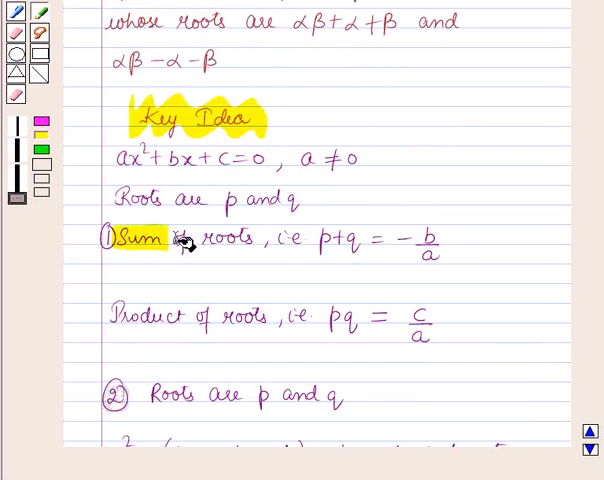 whose roots are αβ+α+β and
αβ-α-β
Key Idea
ax²+bx+c=0, a≠0
Roots are p and q
① Sum of roots, i.e. p+q = -b/a
Product of roots, i.e. pq = c/a
② Roots are p and q